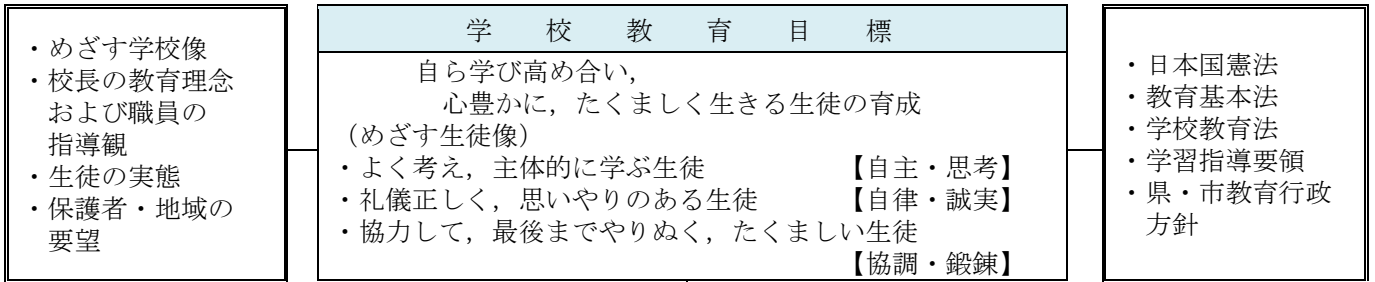 ・めざす学校像
・校長の教育理念
および職員の
指導観
・生徒の実態
・保護者・地域の
要望
学 校 教 育 目 標
自ら学び高め合い，
心豊かに，たくましく生きる生徒の育成
（めざす生徒像）
・よく考え，主体的に学ぶ生徒 【自主・思考】
・礼儀正しく，思いやりのある生徒 【自律・誠実】
・協力して，最後までやりぬく，たくましい生徒
【協調・鍛錬】
・日本国憲法
・教育基本法
・学校教育法
・学習指導要領
・県・市教育行政
方針